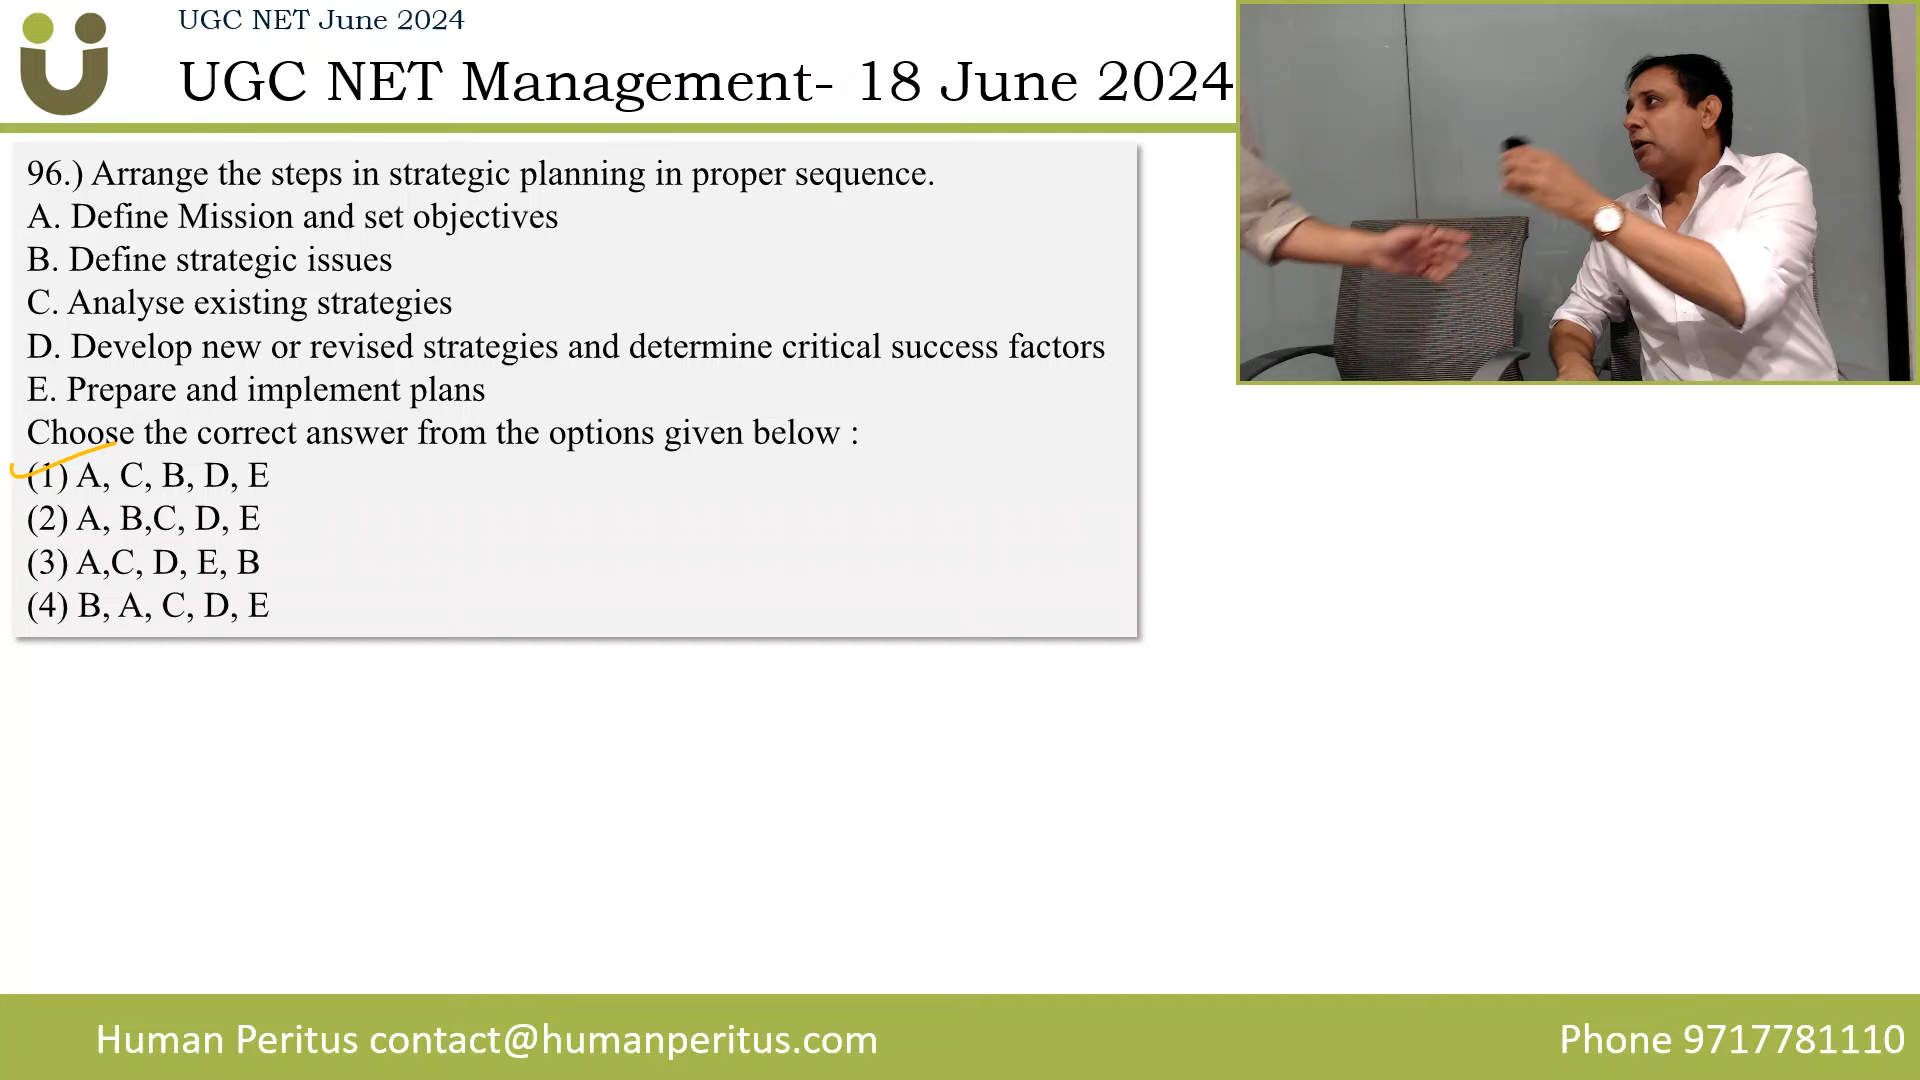 UGC NET June 2024
UGC NET Management- 18 June 2024
96.) Arrange the steps in strategic planning in proper sequence.
A. Define Mission and set objectives
B. Define strategic issues
C. Analyse existing strategies
D. Develop new or revised strategies and determine critical success factors
E. Prepare and implement plans
Choose the correct answer from the options given below :
(1) A, C, B, D, E
(2) A, B,C, D, E
(3) A,C, D, E, B
(4) B, A, C, D, E
Human Peritus contact@humanperitus.com
Phone 9717781110